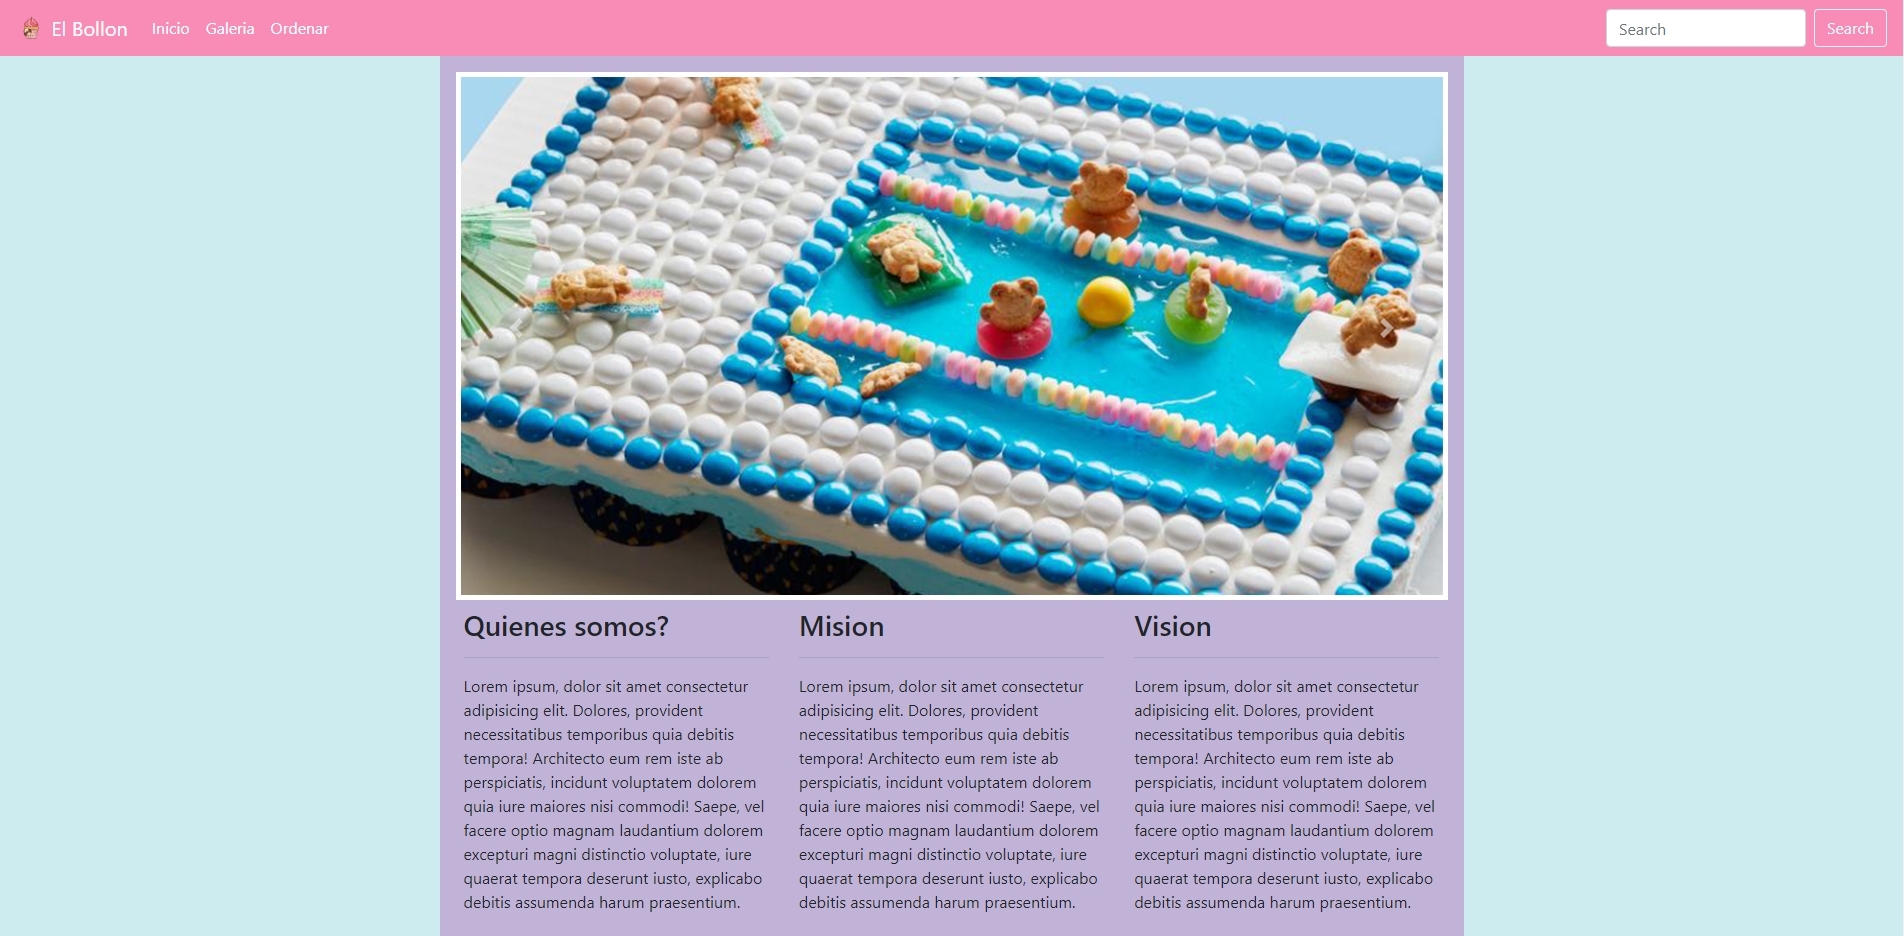 El Bollon Inicio Galeria Ordenar Search Search
Quienes somos?
Lorem ipsum, dolor sit amet consectetur
adipisicing elit. Dolores, provident
necessitatibus temporibus quia debitis
tempora! Architecto eum rem iste ab
perspiciatis, incidunt voluptatem dolorem
quia iure maiores nisi commodi! Saepe, vel
facere optio magnam laudantium dolorem
excepturi magni distinctio voluptate, iure
quaerat tempora deserunt iusto, explicabo
debitis assumenda harum praesentium.
Mision
Lorem ipsum, dolor sit amet consectetur
adipisicing elit. Dolores, provident
necessitatibus temporibus quia debitis
tempora! Architecto eum rem iste ab
perspiciatis, incidunt voluptatem dolorem
quia iure maiores nisi commodi! Saepe, vel
facere optio magnam laudantium dolorem
excepturi magni distinctio voluptate, iure
quaerat tempora deserunt iusto, explicabo
debitis assumenda harum praesentium.
Vision
Lorem ipsum, dolor sit amet consectetur
adipisicing elit. Dolores, provident
necessitatibus temporibus quia debitis
tempora! Architecto eum rem iste ab
perspiciatis, incidunt voluptatem dolorem
quia iure maiores nisi commodi! Saepe, vel
facere optio magnam laudantium dolorem
excepturi magni distinctio voluptate, iure
quaerat tempora deserunt iusto, explicabo
debitis assumenda harum praesentium.